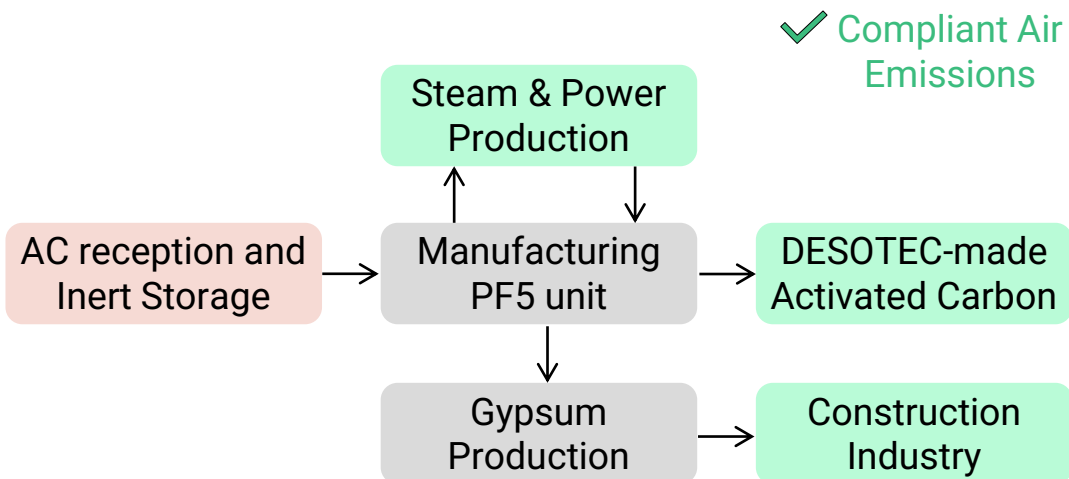 Compliant Air
Emissions
Steam & Power
Production
AC reception and
Inert Storage
Manufacturing
PF5 unit
DESOTEC-made
Activated Carbon
Gypsum
Production
Construction
Industry